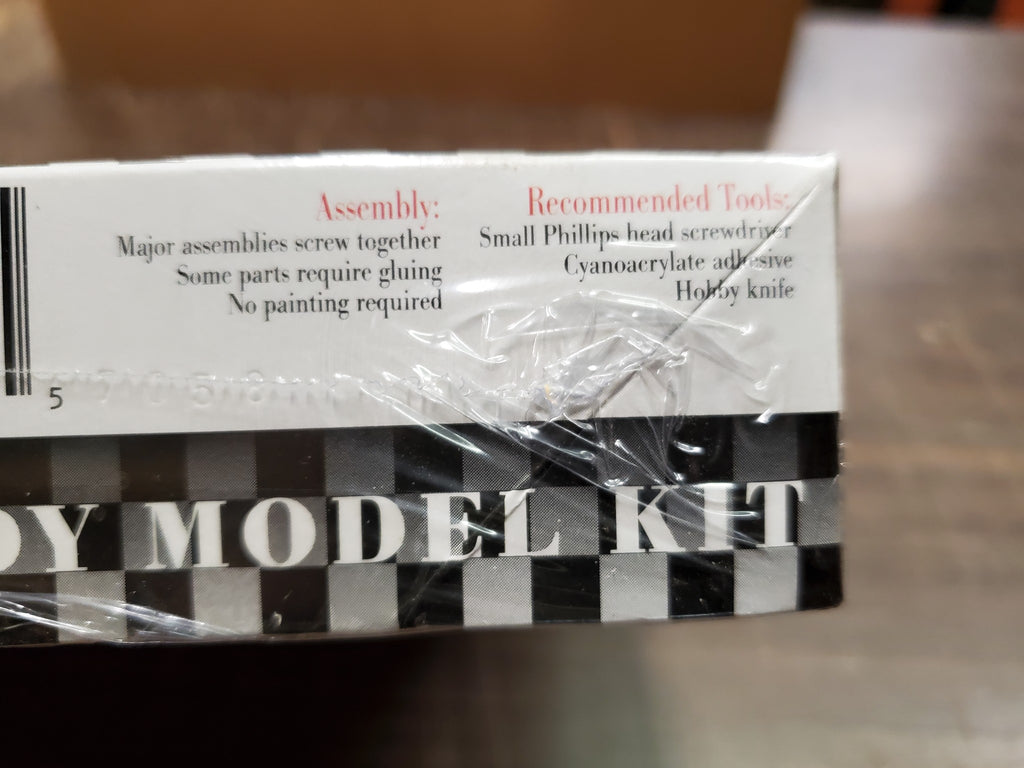 Assembly:
Major assemblies screw together
Some parts require gluing
No painting required
Recommended Tools:
Small Phillips head screwdriver
Cyanoacrylate adhesive
Hobby knife
5
MODEL KIT